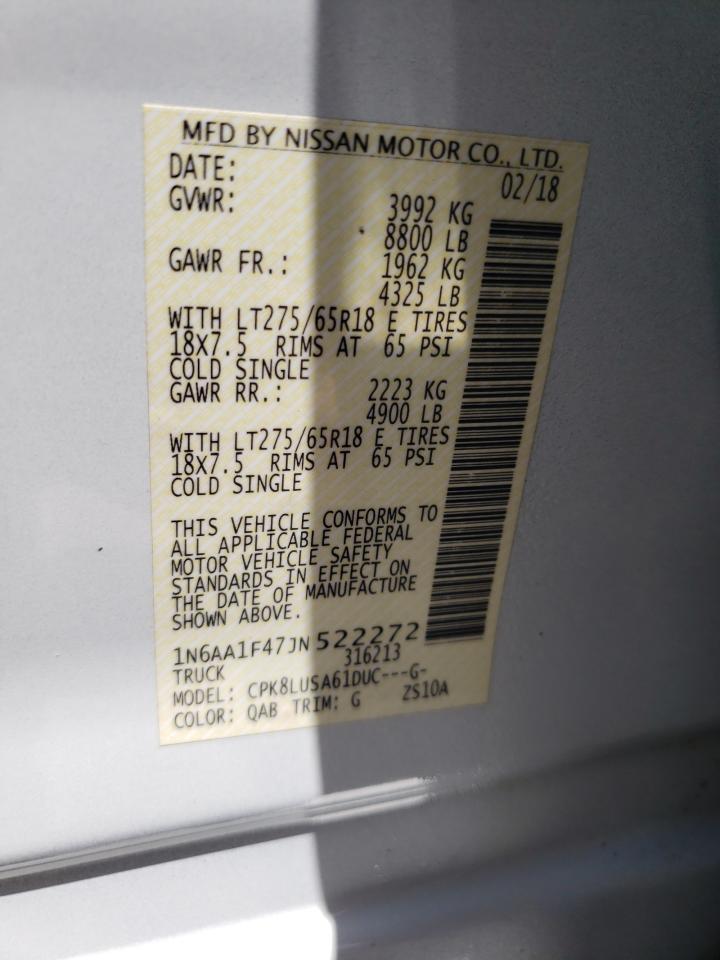 MFD BY NISSAN MOTOR CO., LTD.
DATE: 02/18
GVWR: 3992 KG
8800 LB
GAWR FR.: 1962 KG
4325 LB
WITH LT275/65R18 E TIRES
18X7.5 RIMS AT 65 PSI
COLD SINGLE
GAWR RR.: 2223 KG
4900 LB
WITH LT275/65R18 E TIRES
18X7.5 RIMS AT 65 PSI
COLD SINGLE
THIS VEHICLE CONFORMS TO
ALL APPLICABLE FEDERAL
MOTOR VEHICLE SAFETY
STANDARDS IN EFFECT ON
THE DATE OF MANUFACTURE
SHOWN ABOVE.
1N6AA1F47JN522272
TRUCK 316213
MODEL: CPK8LUSA61DUC---G-
COLOR: QAB TRIM: G ZS10A